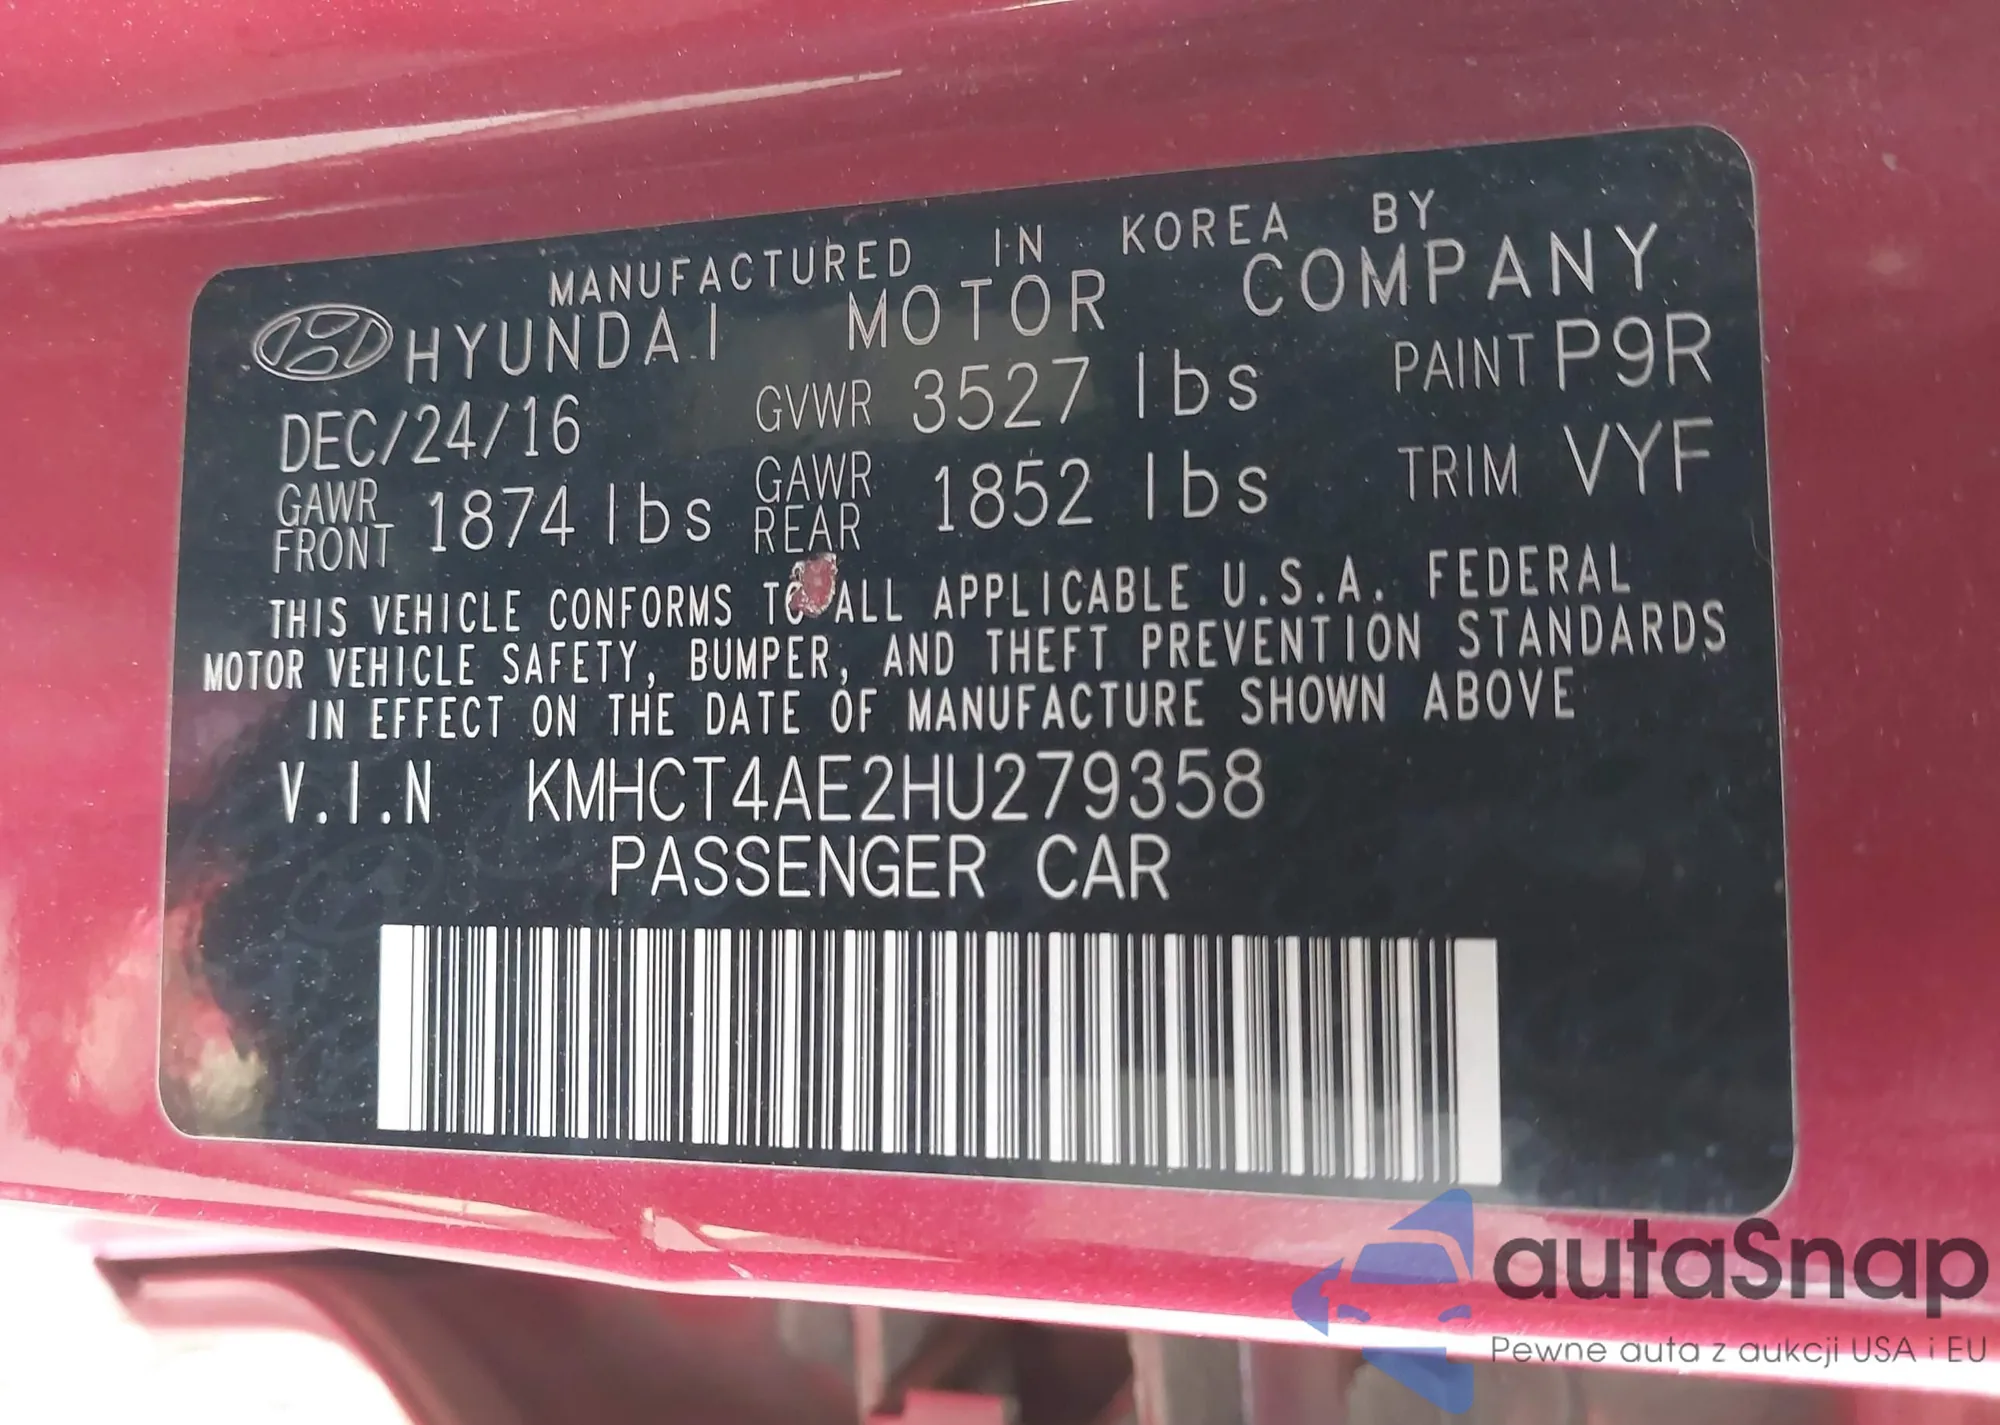 MANUFACTURED IN KOREA BY
HYUNDAI MOTOR COMPANY
DEC/24/16 GVWR 3527 lbs PAINT P9R
GAWR FRONT 1874 lbs GAWR REAR 1852 lbs TRIM VYF
THIS VEHICLE CONFORMS TO ALL APPLICABLE U.S.A. FEDERAL
MOTOR VEHICLE SAFETY, BUMPER, AND THEFT PREVENTION STANDARDS
IN EFFECT ON THE DATE OF MANUFACTURE SHOWN ABOVE
V.I.N KMHCT4AE2HU279358
PASSENGER CAR
autaSnap
Pewne auta z aukcji USA i EU